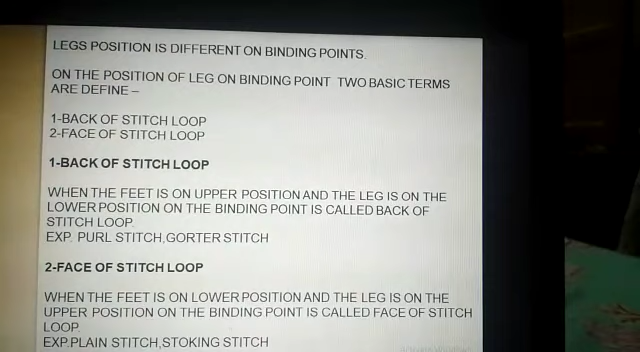 LEGS POSITION IS DIFFERENT ON BINDING POINTS.
ON THE POSITION OF LEG ON BINDING POINT TWO BASIC TERMS
ARE DEFINE –
1-BACK OF STITCH LOOP
2-FACE OF STITCH LOOP
1-BACK OF STITCH LOOP
WHEN THE FEET IS ON UPPER POSITION AND THE LEG IS ON THE
LOWER POSITION ON THE BINDING POINT IS CALLED BACK OF
STITCH LOOP.
EXP. PURL STITCH,GORTER STITCH
2-FACE OF STITCH LOOP
WHEN THE FEET IS ON LOWER POSITION AND THE LEG IS ON THE
UPPER POSITION ON THE BINDING POINT IS CALLED FACE OF STITCH
LOOP.
EXP.PLAIN STITCH,STOKING STITCH